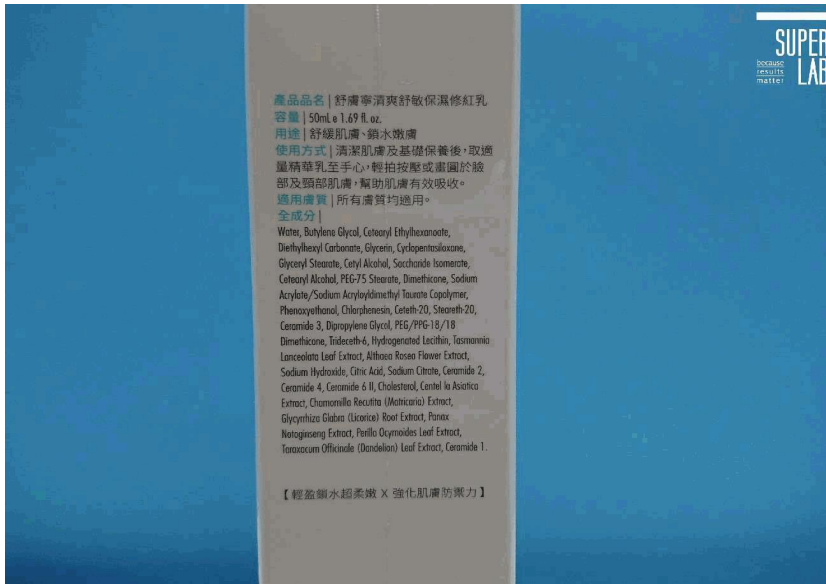 SUPER
LAB
because
results
matter
產品品名 | 舒膚寧清爽舒敏保濕修紅乳
容量 | 50mL e 1.69 fl. oz.
用途 | 舒緩肌膚、鎖水嫩膚
使用方式 | 清潔肌膚及基礎保養後,取適
量精華乳至手心,輕拍按壓或畫圓於臉
部及頸部肌膚,幫助肌膚有效吸收。
適用膚質 | 所有膚質均適用。
全成分 |
Water, Butylene Glycol, Cetearyl Ethylhexanoate,
Diethylhexyl Carbonate, Glycerin, Cyclopentasiloxane,
Glyceryl Stearate, Cetyl Alcohol, Saccharide Isomerate,
Cetearyl Alcohol, PEG-75 Stearate, Dimethicone, Sodium
Acrylate/Sodium Acryloyldimethyl Taurate Copolymer,
Phenoxyethanol, Chlorphenesin, Ceteth-20, Steareth-20,
Ceramide 3, Dipropylene Glycol, PEG/PPG-18/18
Dimethicone, Trideceth-6, Hydrogenated Lecithin, Tasmannia
Lanceolata Leaf Extract, Althaea Rosea Flower Extract,
Sodium Hydroxide, Citric Acid, Sodium Citrate, Ceramide 2,
Ceramide 4, Ceramide 6 II, Cholesterol, Centel la Asiatica
Extract, Chamomilla Recutita (Matricaria) Extract,
Glycyrrhiza Glabra (Licorice) Root Extract, Panax
Notoginseng Extract, Perilla Ocymoides Leaf Extract,
Taraxacum Officinale (Dandelion) Leaf Extract, Ceramide 1.
【輕盈鎖水超柔嫩 X 強化肌膚防禦力】